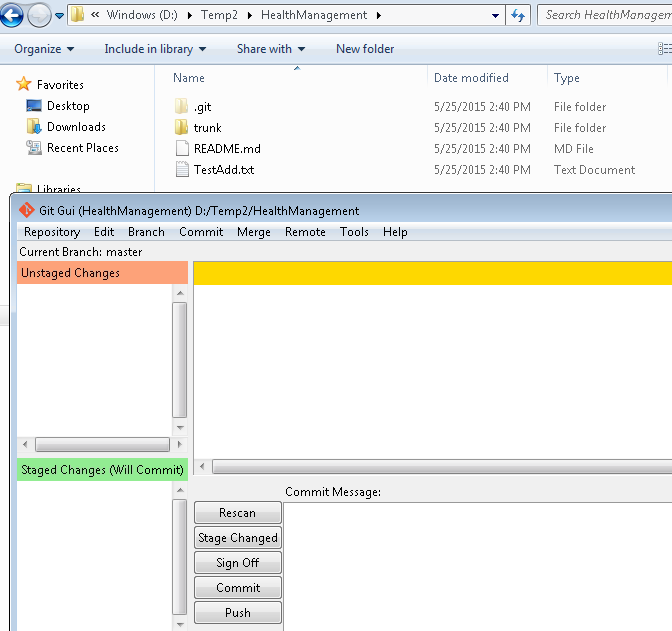 « Windows (D:) ▸ Temp2 ▸ HealthManagement ▸
Search HealthManagem
Organize ▼ Include in library ▼ Share with ▼ New folder
Favorites
Desktop
Downloads
Recent Places
Libraries
Name Date modified Type
.git 5/25/2015 2:40 PM File folder
trunk 5/25/2015 2:40 PM File folder
README.md 5/25/2015 2:40 PM MD File
TestAdd.txt 5/25/2015 2:40 PM Text Document
Git Gui (HealthManagement) D:/Temp2/HealthManagement
Repository Edit Branch Commit Merge Remote Tools Help
Current Branch: master
Unstaged Changes
Staged Changes (Will Commit)
Commit Message:
Rescan
Stage Changed
Sign Off
Commit
Push